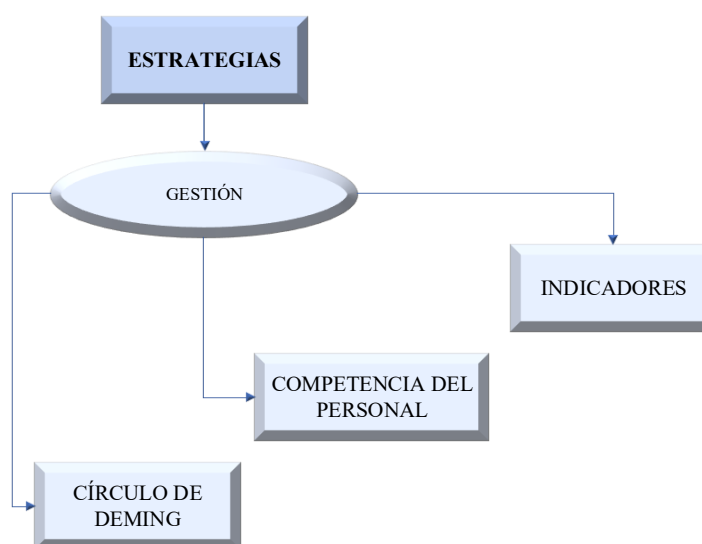 ESTRATEGIAS
GESTIÓN
INDICADORES
COMPETENCIA DEL
PERSONAL
CÍRCULO DE
DEMING